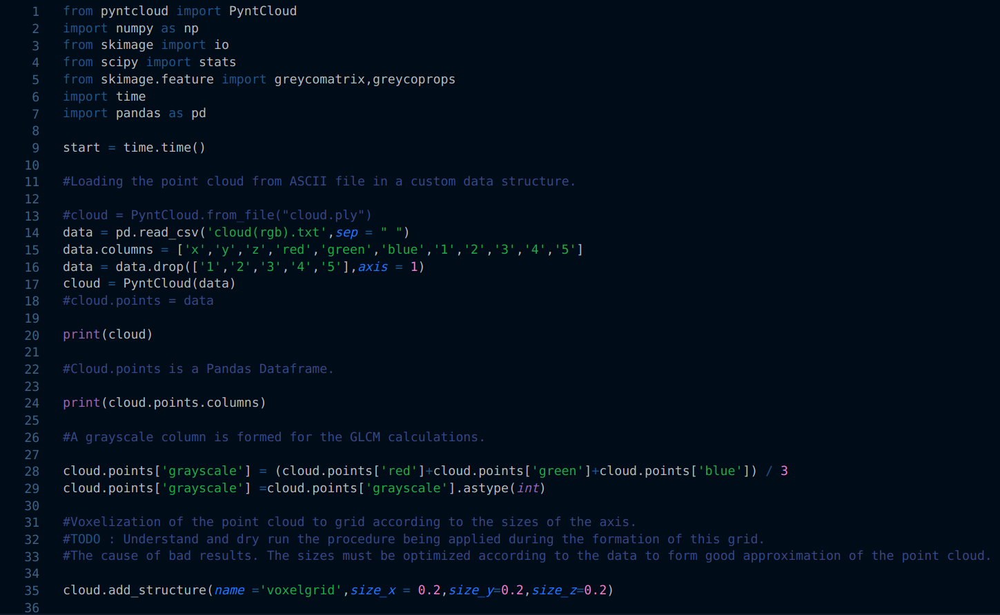 1 from pyntcloud import PyntCloud
2 import numpy as np
3 from skimage import io
4 from scipy import stats
5 from skimage.feature import greycomatrix,greycoprops
6 import time
7 import pandas as pd
8
9 start = time.time()
10
11 #Loading the point cloud from ASCII file in a custom data structure.
12
13 #cloud = PyntCloud.from_file("cloud.ply")
14 data = pd.read_csv('cloud(rgb).txt',sep = " ")
15 data.columns = ['x','y','z','red','green','blue','1','2','3','4','5']
16 data = data.drop(['1','2','3','4','5'],axis = 1)
17 cloud = PyntCloud(data)
18 #cloud.points = data
19
20 print(cloud)
21
22 #Cloud.points is a Pandas Dataframe.
23
24 print(cloud.points.columns)
25
26 #A grayscale column is formed for the GLCM calculations.
27
28 cloud.points['grayscale'] = (cloud.points['red']+cloud.points['green']+cloud.points['blue']) / 3
29 cloud.points['grayscale'] =cloud.points['grayscale'].astype(int)
30
31 #Voxelization of the point cloud to grid according to the sizes of the axis.
32 #TODO : Understand and dry run the procedure being applied during the formation of this grid.
33 #The cause of bad results. The sizes must be optimized according to the data to form good approximation of the point cloud.
34
35 cloud.add_structure(name ='voxelgrid',size_x = 0.2,size_y=0.2,size_z=0.2)
36